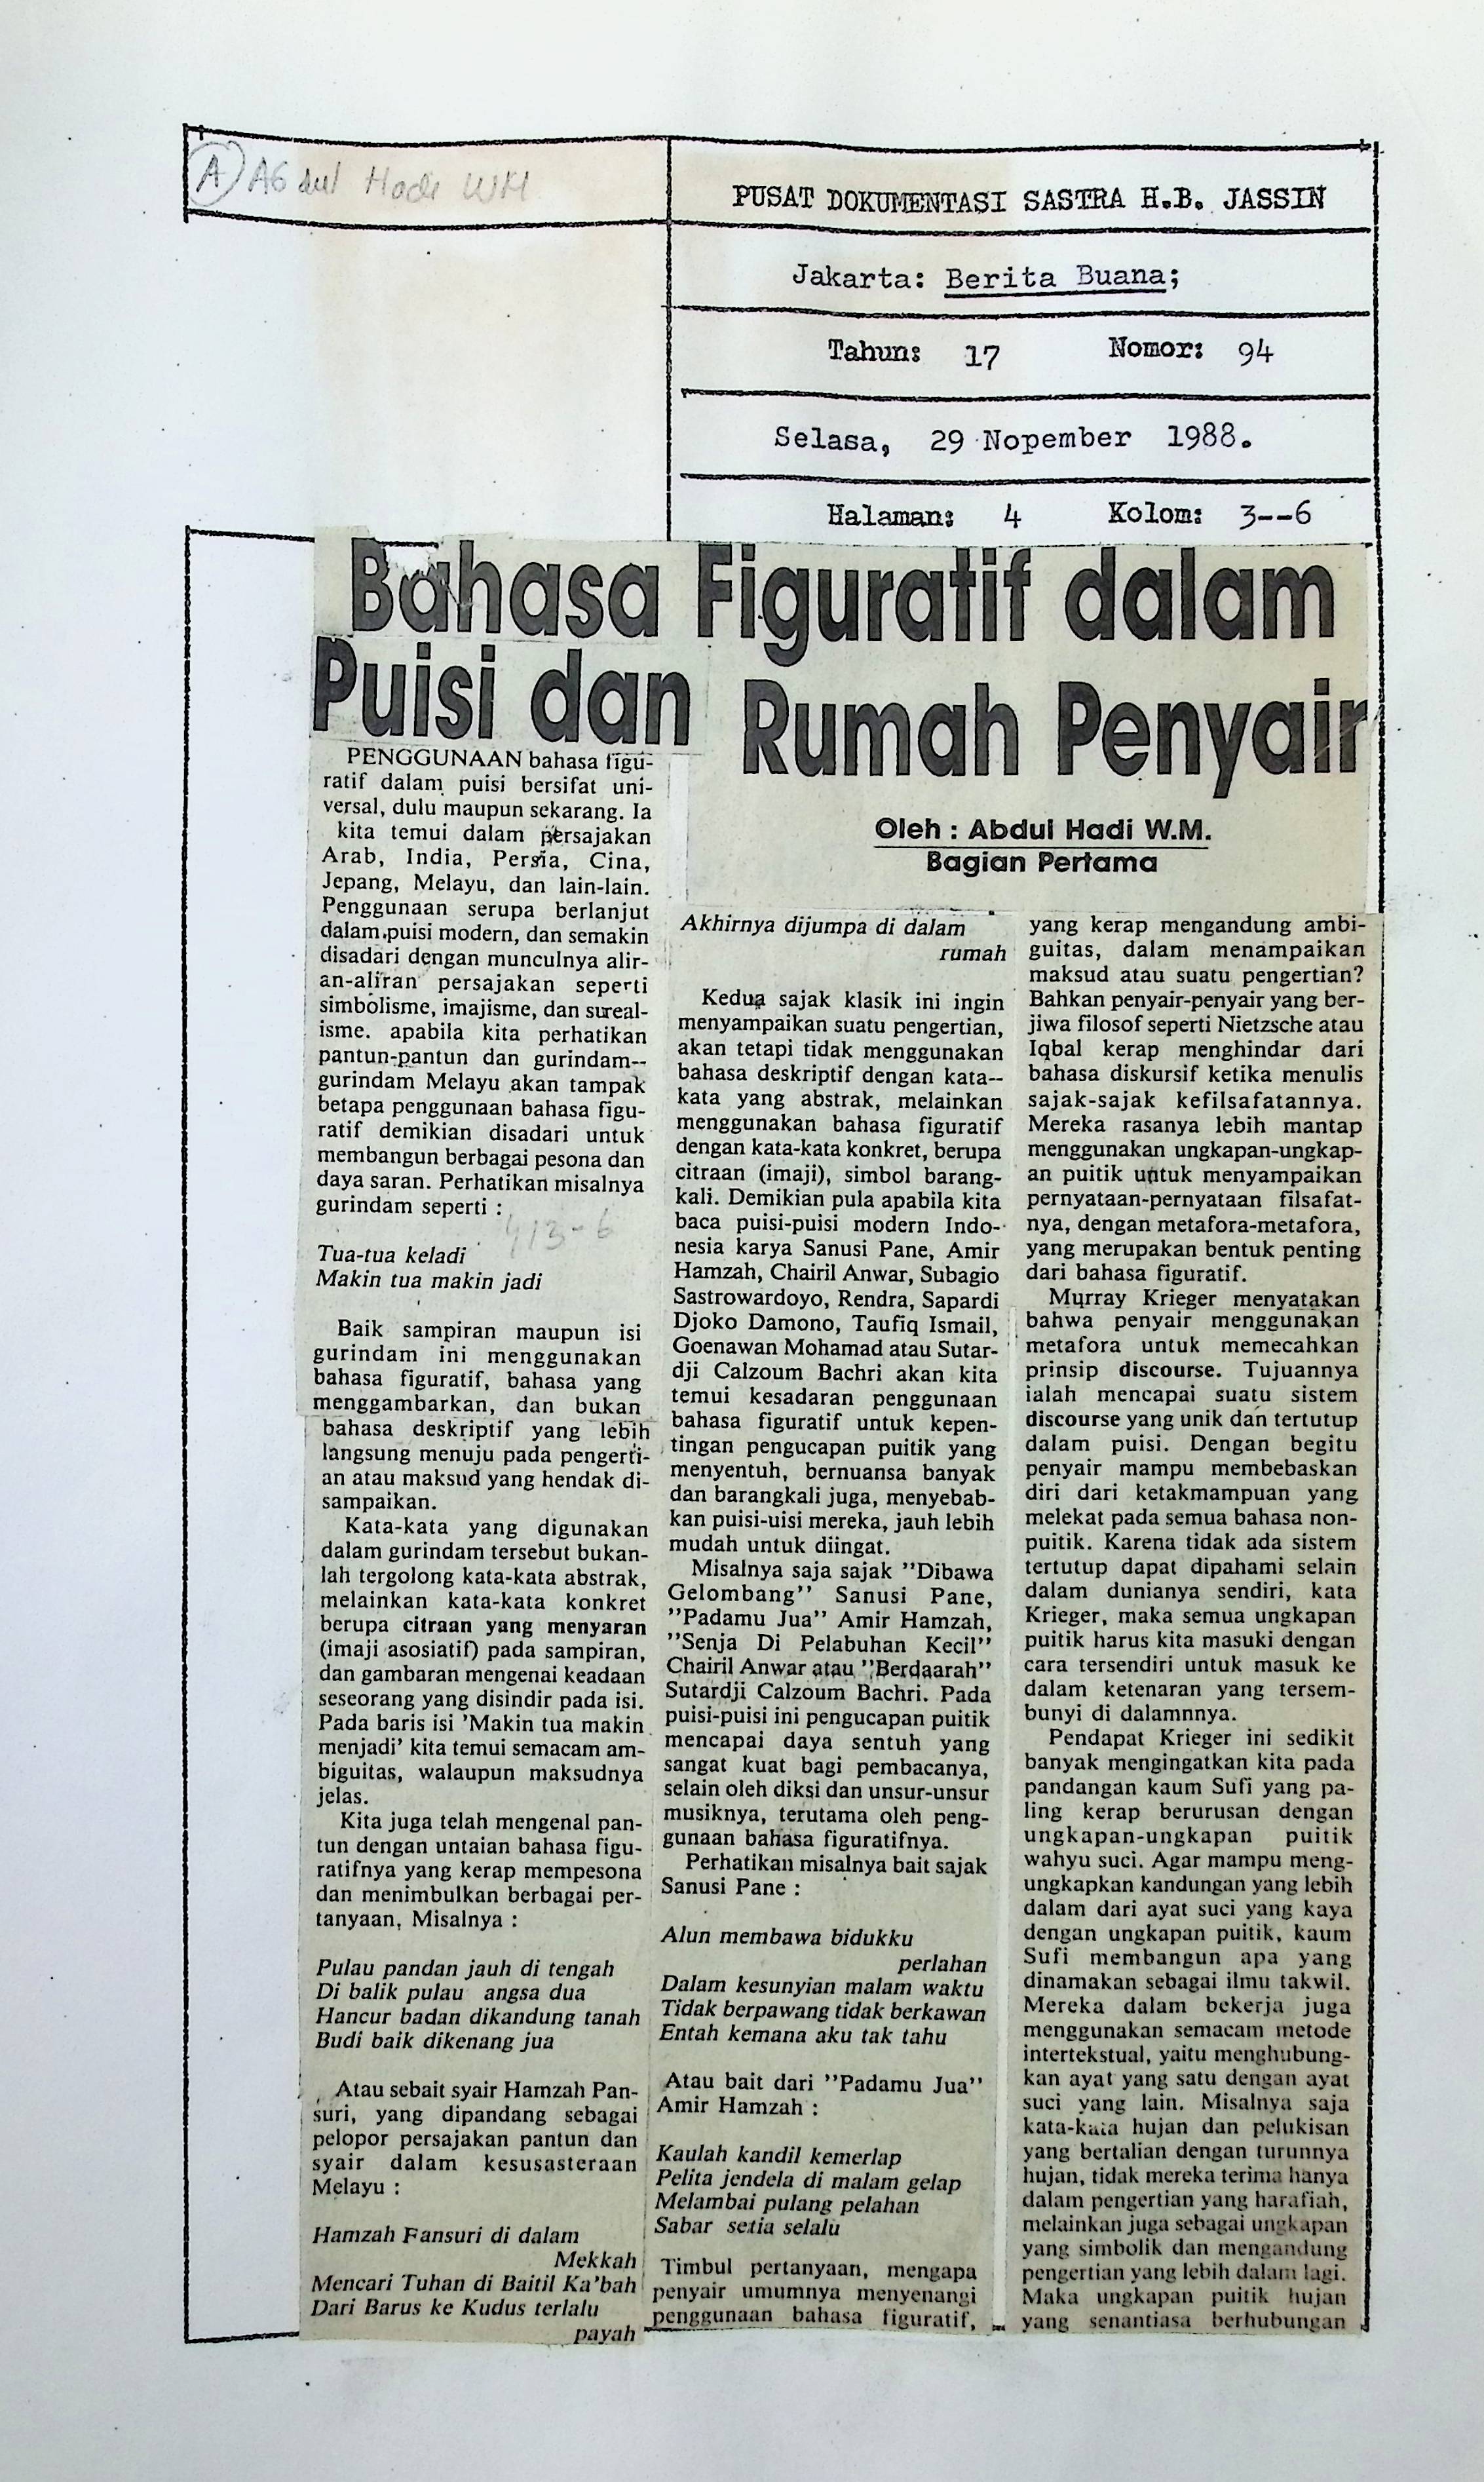 A Abdul Hadi WM
PUSAT DOKUMENTASI SASTRA H.B. JASSIN
Jakarta: Berita Buana;
Tahun: 17 Nomor: 94
Selasa, 29 Nopember 1988.
Halaman: 4 Kolom: 3--6
Bahasa Figuratif dalam
Puisi dan Rumah Penyair
Oleh : Abdul Hadi W.M.
Bagian Pertama
PENGGUNAAN bahasa figu-
ratif dalam puisi bersifat uni-
versal, dulu maupun sekarang. Ia
kita temui dalam persajakan
Arab, India, Persia, Cina,
Jepang, Melayu, dan lain-lain.
Penggunaan serupa berlanjut
dalam puisi modern, dan semakin
disadari dengan munculnya alir-
an-aliran persajakan seperti
simbolisme, imajisme, dan sureal-
isme. apabila kita perhatikan
pantun-pantun dan gurindam--
gurindam Melayu akan tampak
betapa penggunaan bahasa figu-
ratif demikian disadari untuk
membangun berbagai pesona dan
daya saran. Perhatikan misalnya
gurindam seperti :
4/3-6
Tua-tua keladi
Makin tua makin jadi
Baik sampiran maupun isi
gurindam ini menggunakan
bahasa figuratif, bahasa yang
menggambarkan, dan bukan
bahasa deskriptif yang lebih
langsung menuju pada pengerti-
an atau maksud yang hendak di-
sampaikan.
Kata-kata yang digunakan
dalam gurindam tersebut bukan-
lah tergolong kata-kata abstrak,
melainkan kata-kata konkret
berupa citraan yang menyaran
(imaji asosiatif) pada sampiran,
dan gambaran mengenai keadaan
seseorang yang disindir pada isi.
Pada baris isi 'Makin tua makin
menjadi' kita temui semacam am-
biguitas, walaupun maksudnya
jelas.
Kita juga telah mengenal pan-
tun dengan untaian bahasa figu-
ratifnya yang kerap mempesona
dan menimbulkan berbagai per-
tanyaan, Misalnya :
Pulau pandan jauh di tengah
Di balik pulau angsa dua
Hancur badan dikandung tanah
Budi baik dikenang jua
Atau sebait syair Hamzah Pan-
suri, yang dipandang sebagai
pelopor persajakan pantun dan
syair dalam kesusasteraan
Melayu :
Hamzah Fansuri di dalam
Mekkah
Mencari Tuhan di Baitil Ka'bah
Dari Barus ke Kudus terlalu
payah
Akhirnya dijumpa di dalam
rumah
Kedua sajak klasik ini ingin
menyampaikan suatu pengertian,
akan tetapi tidak menggunakan
bahasa deskriptif dengan kata--
kata yang abstrak, melainkan
menggunakan bahasa figuratif
dengan kata-kata konkret, berupa
citraan (imaji), simbol barang-
kali. Demikian pula apabila kita
baca puisi-puisi modern Indo-
nesia karya Sanusi Pane, Amir
Hamzah, Chairil Anwar, Subagio
Sastrowardoyo, Rendra, Sapardi
Djoko Damono, Taufiq Ismail,
Goenawan Mohamad atau Sutar-
dji Calzoum Bachri akan kita
temui kesadaran penggunaan
bahasa figuratif untuk kepen-
tingan pengucapan puitik yang
menyentuh, bernuansa banyak
dan barangkali juga, menyebab-
kan puisi-uisi mereka, jauh lebih
mudah untuk diingat.
Misalnya saja sajak ''Dibawa
Gelombang'' Sanusi Pane,
''Padamu Jua'' Amir Hamzah,
''Senja Di Pelabuhan Kecil''
Chairil Anwar atau ''Berdaarah''
Sutardji Calzoum Bachri. Pada
puisi-puisi ini pengucapan puitik
mencapai daya sentuh yang
sangat kuat bagi pembacanya,
selain oleh diksi dan unsur-unsur
musiknya, terutama oleh peng-
gunaan bahasa figuratifnya.
Perhatikan misalnya bait sajak
Sanusi Pane :
Alun membawa bidukku
perlahan
Dalam kesunyian malam waktu
Tidak berpawang tidak berkawan
Entah kemana aku tak tahu
Atau bait dari ''Padamu Jua''
Amir Hamzah :
Kaulah kandil kemerlap
Pelita jendela di malam gelap
Melambai pulang pelahan
Sabar setia selalu
Timbul pertanyaan, mengapa
penyair umumnya menyenangi
penggunaan bahasa figuratif,
yang kerap mengandung ambi-
guitas, dalam menampaikan
maksud atau suatu pengertian?
Bahkan penyair-penyair yang ber-
jiwa filosof seperti Nietzsche atau
Iqbal kerap menghindar dari
bahasa diskursif ketika menulis
sajak-sajak kefilsafatannya.
Mereka rasanya lebih mantap
menggunakan ungkapan-ungkap-
an puitik untuk menyampaikan
pernyataan-pernyataan filsafat-
nya, dengan metafora-metafora,
yang merupakan bentuk penting
dari bahasa figuratif.
Murray Krieger menyatakan
bahwa penyair menggunakan
metafora untuk memecahkan
prinsip discourse. Tujuannya
ialah mencapai suatu sistem
discourse yang unik dan tertutup
dalam puisi. Dengan begitu
penyair mampu membebaskan
diri dari ketakmampuan yang
melekat pada semua bahasa non-
puitik. Karena tidak ada sistem
tertutup dapat dipahami selain
dalam dunianya sendiri, kata
Krieger, maka semua ungkapan
puitik harus kita masuki dengan
cara tersendiri untuk masuk ke
dalam ketenaran yang tersem-
bunyi di dalamnnya.
Pendapat Krieger ini sedikit
banyak mengingatkan kita pada
pandangan kaum Sufi yang pa-
ling kerap berurusan dengan
ungkapan-ungkapan puitik
wahyu suci. Agar mampu meng-
ungkapkan kandungan yang lebih
dalam dari ayat suci yang kaya
dengan ungkapan puitik, kaum
Sufi membangun apa yang
dinamakan sebagai ilmu takwil.
Mereka dalam bekerja juga
menggunakan semacam metode
intertekstual, yaitu menghubung-
kan ayat yang satu dengan ayat
suci yang lain. Misalnya saja
kata-kata hujan dan pelukisan
yang bertalian dengan turunnya
hujan, tidak mereka terima hanya
dalam pengertian yang harafiah,
melainkan juga sebagai ungkapan
yang simbolik dan mengandung
pengertian yang lebih dalam lagi.
Maka ungkapan puitik hujan
yang senantiasa berhubungan